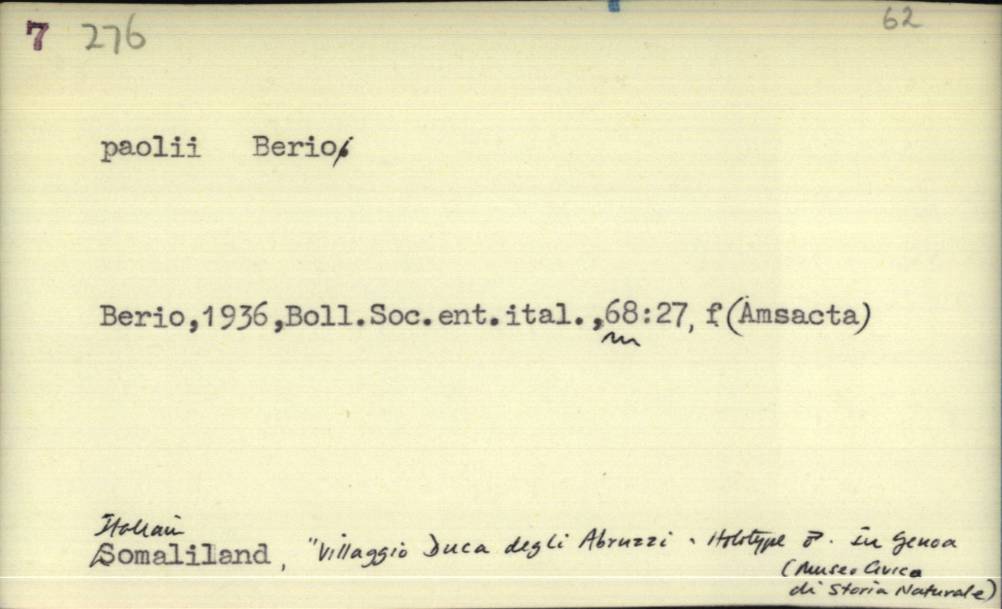 7 276 62
paolii Berio.
Berio,1936,Boll.Soc.ent.ital.,68:27, f(Amsacta)
Italian
Somaliland, "Villaggio Duca degli Abruzzi. Holotype ♂. in Genoa
(Museo Civico
di Storia Naturale)